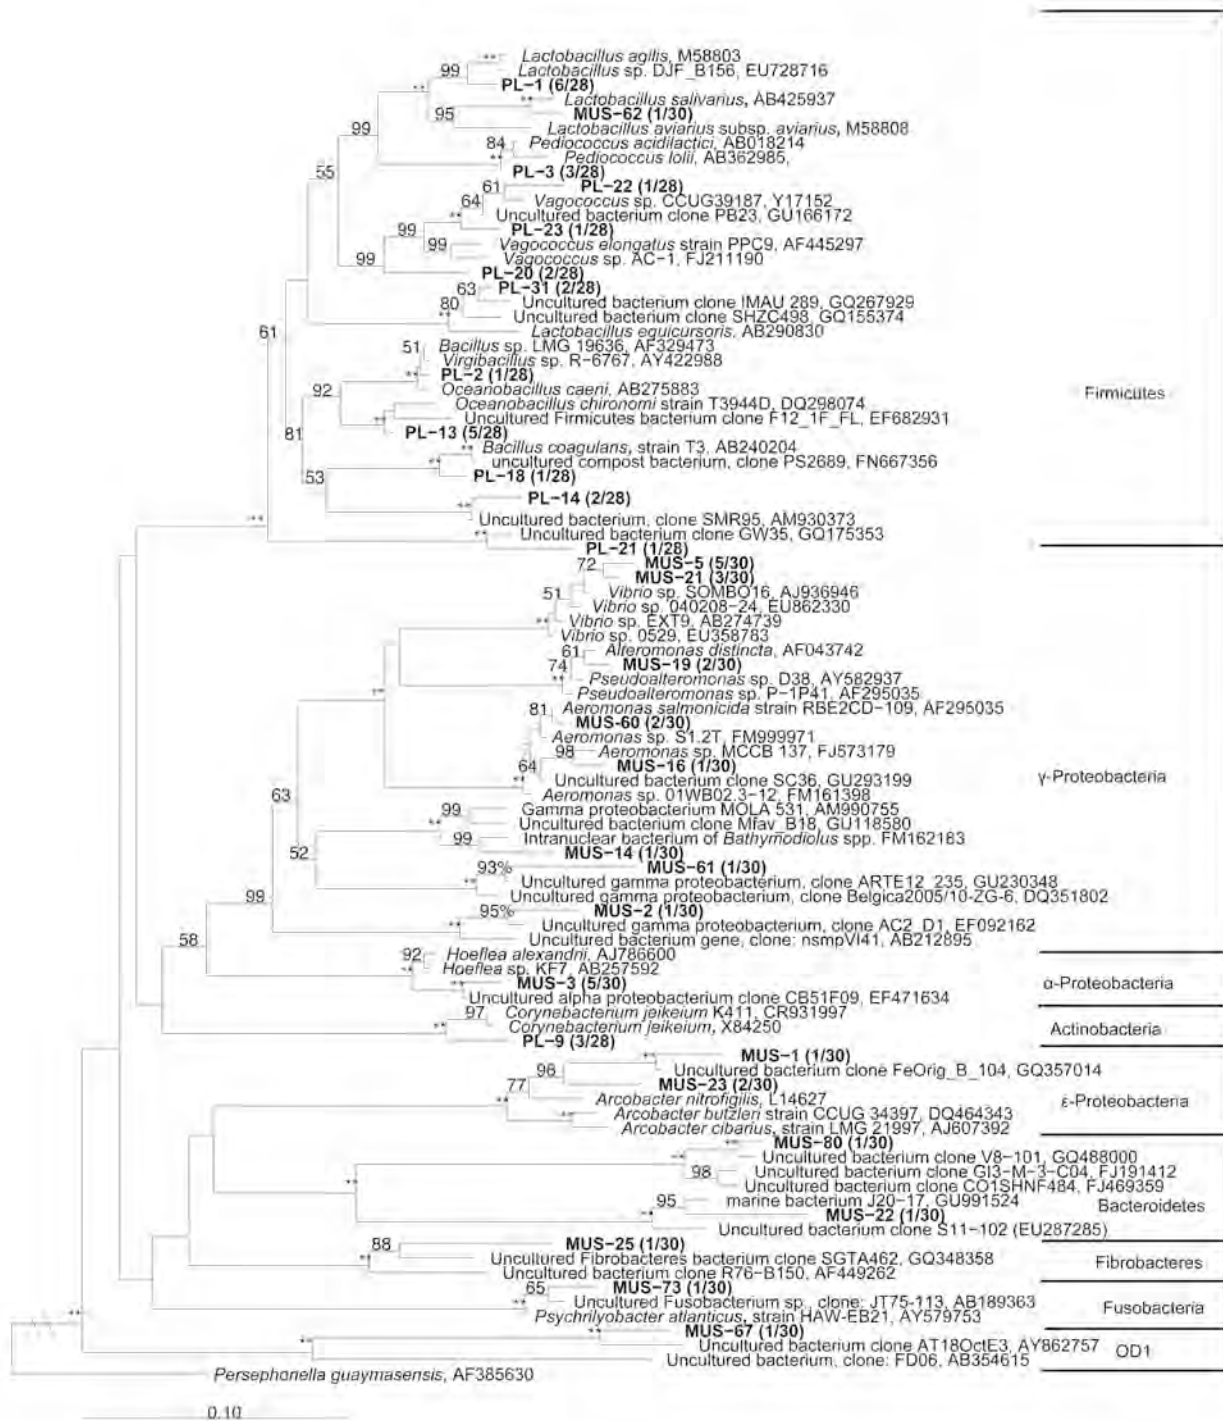 Lactobacillus agilis, M58803
99
Lactobacillus sp. DJF_B156, EU728716
PL-1 (6/28)
Lactobacillus salivarius, AB425937
95
MUS-62 (1/30)
99
Lactobacillus aviarius subsp. aviarius, M58808
84
Pediococcus acidilactici, AB018214
Pediococcus lolii, AB362985,
55
PL-3 (3/28)
61
PL-22 (1/28)
64
Vagococcus sp. CCUG39187, Y17152
Uncultured bacterium clone PB23, GU166172
99
PL-23 (1/28)
99
Vagococcus elongatus strain PPC9, AF445297
99
Vagococcus sp. AC-1, FJ211190
PL-20 (2/28)
63
PL-31 (2/28)
80
Uncultured bacterium clone IMAU 289, GQ267929
Uncultured bacterium clone SHZC498, GQ155374
61
Lactobacillus equicursoris, AB290830
51
Bacillus sp. LMG 19636, AF329473
Virgibacillus sp. R-6767, AY422988
PL-2 (1/28)
92
Oceanobacillus caeni, AB275883
Firmicutes
Oceanobacillus chironomi strain T3944D, DQ298074
Uncultured Firmicutes bacterium clone F12_1F_FL, EF682931
81
PL-13 (5/28)
Bacillus coagulans, strain T3, AB240204
uncultured compost bacterium, clone PS2689, FN667356
53
PL-18 (1/28)
PL-14 (2/28)
Uncultured bacterium, clone SMR95, AM930373
Uncultured bacterium clone GW35, GQ175353
PL-21 (1/28)
72
MUS-5 (5/30)
MUS-21 (3/30)
51
Vibrio sp. SOMBO16, AJ936946
Vibrio sp. 040208-24, EU862330
Vibrio sp. EXT9, AB274739
Vibrio sp. 0529, EU358783
61
Alteromonas distincta, AF043742
74
MUS-19 (2/30)
Pseudoalteromonas sp. D38, AY582937
Pseudoalteromonas sp. P-1P41, AF295035
81
Aeromonas salmonicida strain RBE2CD-109, AF295035
MUS-60 (2/30)
Aeromonas sp. S1.2T, FM999971
98
Aeromonas sp. MCCB 137, FJ573179
64
MUS-16 (1/30)
Uncultured bacterium clone SC36, GU293199
γ-Proteobacteria
63
Aeromonas sp. 01WB02.3-12, FM161398
99
Gamma proteobacterium MOLA 531, AM990755
Uncultured bacterium clone Mfav_B18, GU118580
99
Intranuclear bacterium of Bathymodiolus spp. FM162183
52
MUS-14 (1/30)
93%
MUS-61 (1/30)
Uncultured gamma proteobacterium, clone ARTE12_235, GU230348
99
Uncultured gamma proteobacterium, clone Belgica2005/10-ZG-6, DQ351802
95%
MUS-2 (1/30)
Uncultured gamma proteobacterium, clone AC2_D1, EF092162
58
Uncultured bacterium gene, clone: nsmpVI41, AB212895
92
Hoeflea alexandrii, AJ786600
Hoeflea sp. KF7, AB257592
MUS-3 (5/30)
α-Proteobacteria
Uncultured alpha proteobacterium clone CB51F09, EF471634
97
Corynebacterium jeikeium K411, CR931997
Corynebacterium jeikeium, X84250
Actinobacteria
PL-9 (3/28)
MUS-1 (1/30)
96
Uncultured bacterium clone FeOrig_B_104, GQ357014
77
MUS-23 (2/30)
Arcobacter nitrofigilis, L14627
ε-Proteobacteria
Arcobacter butzleri strain CCUG 34397, DQ464343
Arcobacter cibarius, strain LMG 21997, AJ607392
MUS-80 (1/30)
Uncultured bacterium clone V8-101, GQ488000
98
Uncultured bacterium clone GI3-M-3-C04, FJ191412
Uncultured bacterium clone CO1SHNF484, FJ469359
95
marine bacterium J20-17, GU991524
Bacteroidetes
MUS-22 (1/30)
Uncultured bacterium clone S11-102 (EU287285)
88
MUS-25 (1/30)
Uncultured Fibrobacteres bacterium clone SGTA462, GQ348358
Fibrobacteres
Uncultured bacterium clone R76-B150, AF449262
65
MUS-73 (1/30)
Uncultured Fusobacterium sp., clone: JT75-113, AB189363
Fusobacteria
Psychrilyobacter atlanticus, strain HAW-EB21, AY579753
MUS-67 (1/30)
Uncultured bacterium clone AT18OctE3, AY862757
OD1
Uncultured bacterium, clone: FD06, AB354615
Persephonella guaymasensis, AF385630
0.10